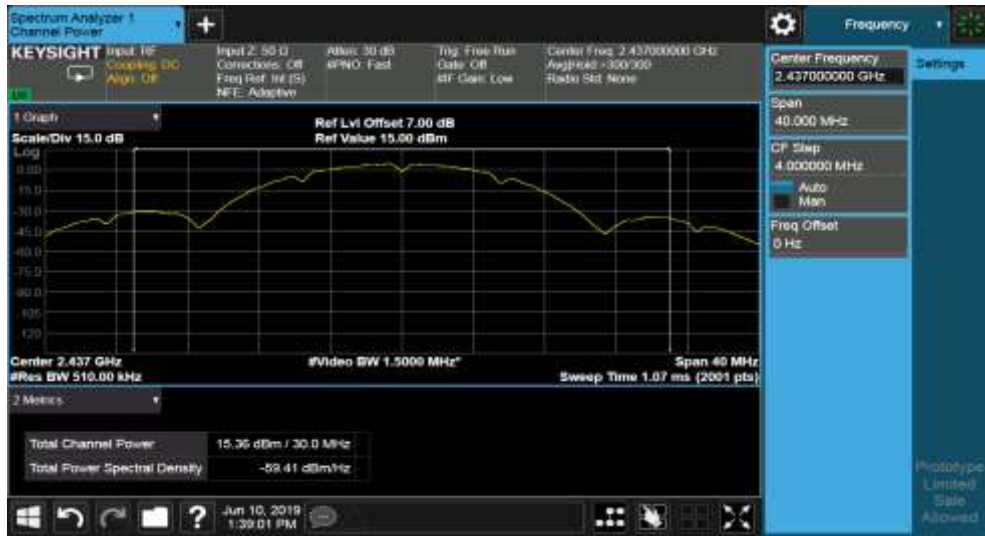 Spectrum Analyzer 1
Channel Power
Frequency
KEYSIGHT
Input: RF
Coupling: DC
Align: Off
Input Z: 50 Ω
Corrections: Off
Freq Ref: Int (S)
NFE: Adaptive
Atten: 30 dB
#PNO: Fast
Trig: Free Run
Gate: Off
#IF Gain: Low
Center Freq: 2.437000000 GHz
Avg|Hold: >300/300
Radio Std: None
Center Frequency
2.437000000 GHz
Settings
Span
40.000 MHz
CF Step
4.000000 MHz
Auto
Man
Freq Offset
0 Hz
1 Graph
Scale/Div 15.0 dB
Ref Lvl Offset 7.00 dB
Ref Value 15.00 dBm
Log
0.00
-15.0
-30.0
-45.0
-60.0
-75.0
-90.0
-105
-120
Center 2.437 GHz
#Video BW 1.5000 MHz*
Span 40 MHz
#Res BW 510.00 kHz
Sweep Time 1.07 ms (2001 pts)
2 Metrics
Total Channel Power
15.36 dBm / 30.0 MHz
Total Power Spectral Density
-59.41 dBm/Hz
Jun 10, 2019
1:39:01 PM
Prototype
Limited
Sale
Allowed